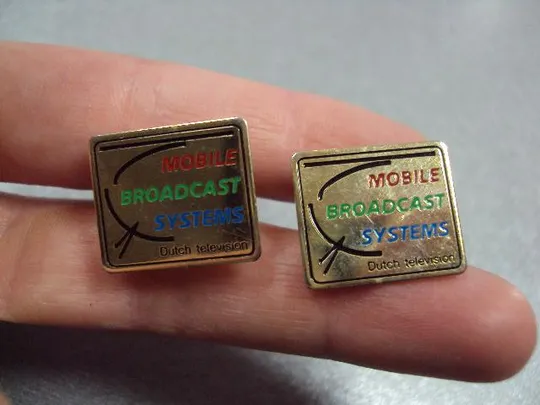 MOBILE
BROADCAST
SYSTEMS
Dutch television
MOBILE
BROADCAST
SYSTEMS
Dutch television